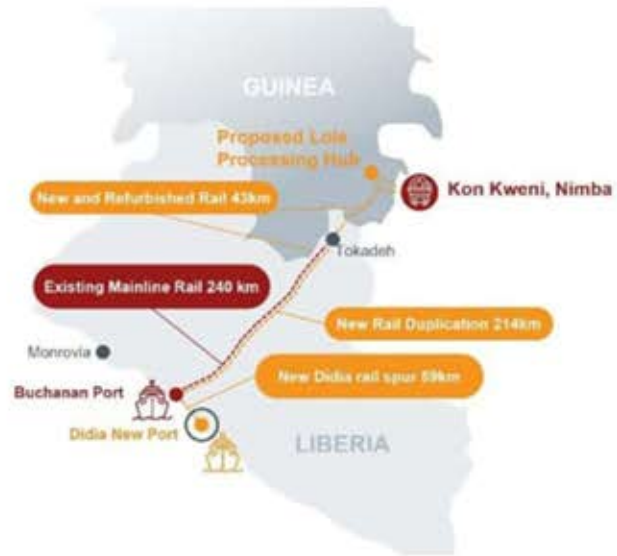 GUINEA
Proposed Lola
Processing Hub
Kon Kweni, Nimba
New and Refurbished Rail 43km
Tokadeh
Existing Mainline Rail 240 km
New Rail Duplication 214km
Monrovia
New Didia rail spur 59km
Buchanan Port
Didia New Port
LIBERIA